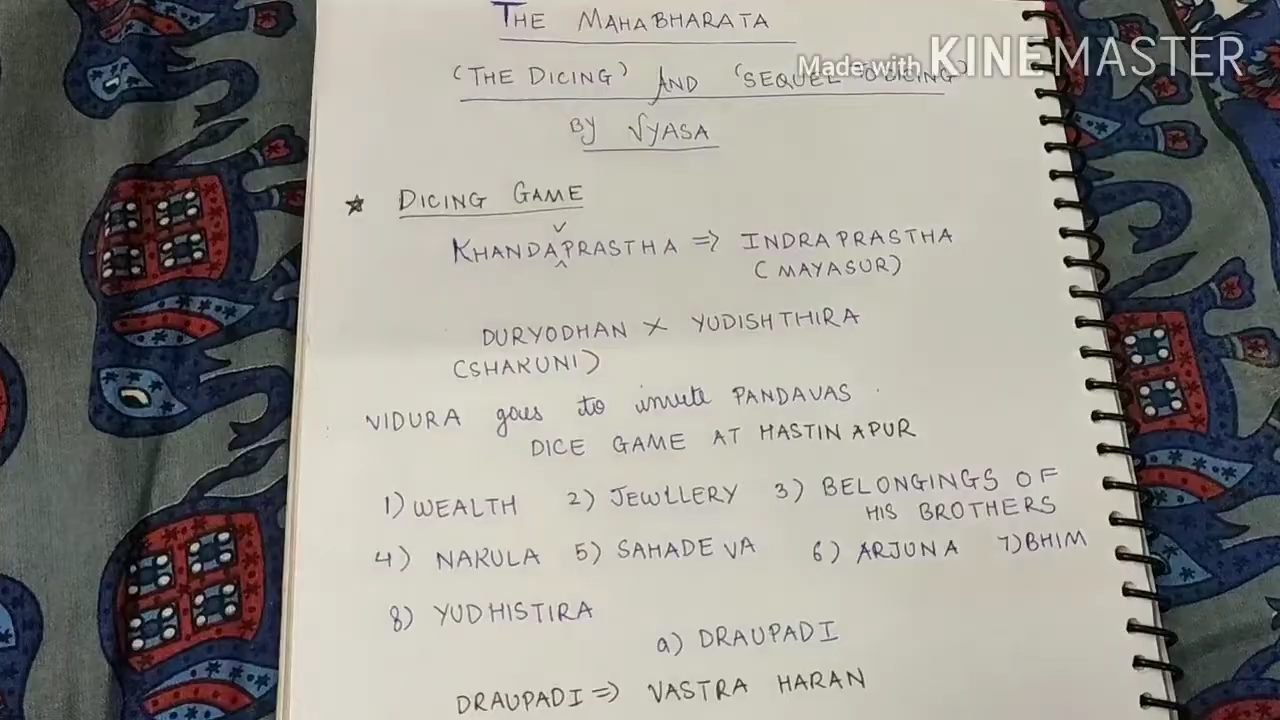 THE MAHABHARATA
Made with KINEMASTER
(THE DICING) AND (SEQUEL TO DICING)
BY VYASA
* DICING GAME
KHANDAPRASTHA => INDRAPRASTHA
(MAYASUR)
DURYODHAN X YUDISHTHIRA
(SHAKUNI)
VIDURA goes to invite PANDAVAS
DICE GAME AT HASTINAPUR
1) WEALTH 2) JEWLLERY 3) BELONGINGS OF
HIS BROTHERS
4) NAKULA 5) SAHADEVA 6) ARJUNA 7) BHIM
8) YUDHISTIRA
a) DRAUPADI
DRAUPADI => VASTRA HARAN